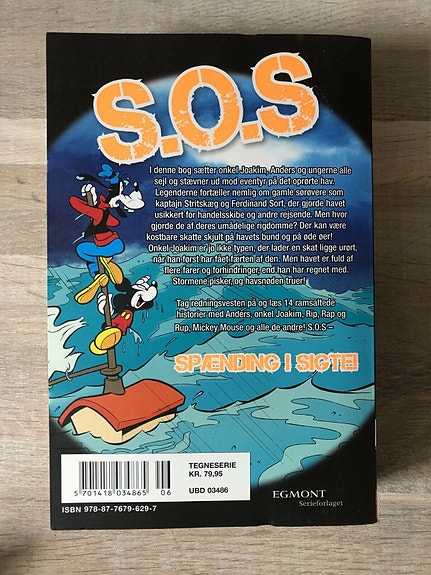 S.O.S
I denne bog sætter onkel Joakim, Anders og ungerne alle
sejl og stævner ud mod eventyr på det oprørte hav.
Legenderne fortæller nemlig om gamle sørøvere som
kaptajn Stritskæg og Ferdinand Sort, der gjorde havet
usikkert for handelsskibe og andre rejsende. Men hvor
gjorde de af deres umådelige rigdomme? Der kan være
kostbare skatte skjult på havets bund og på øde øer!
Onkel Joakim er jo ikke typen, der lader en skat ligge urørt,
når han først har fået færten af den. Men havet er fuld af
flere farer og forhindringer, end han har regnet med.
Stormene pisker, og havsnøden truer!
Tag redningsvesten på og læs 14 ramsaltede
historier med Anders, onkel Joakim, Rip, Rap og
Rup, Mickey Mouse og alle de andre! S.O.S –
SPÆNDING I SIGTE!
TEGNESERIE
KR. 79,95
UBD 03486
5 701418 034865 06
ISBN 978-87-7679-629-7
EGMONT
Serieforlaget